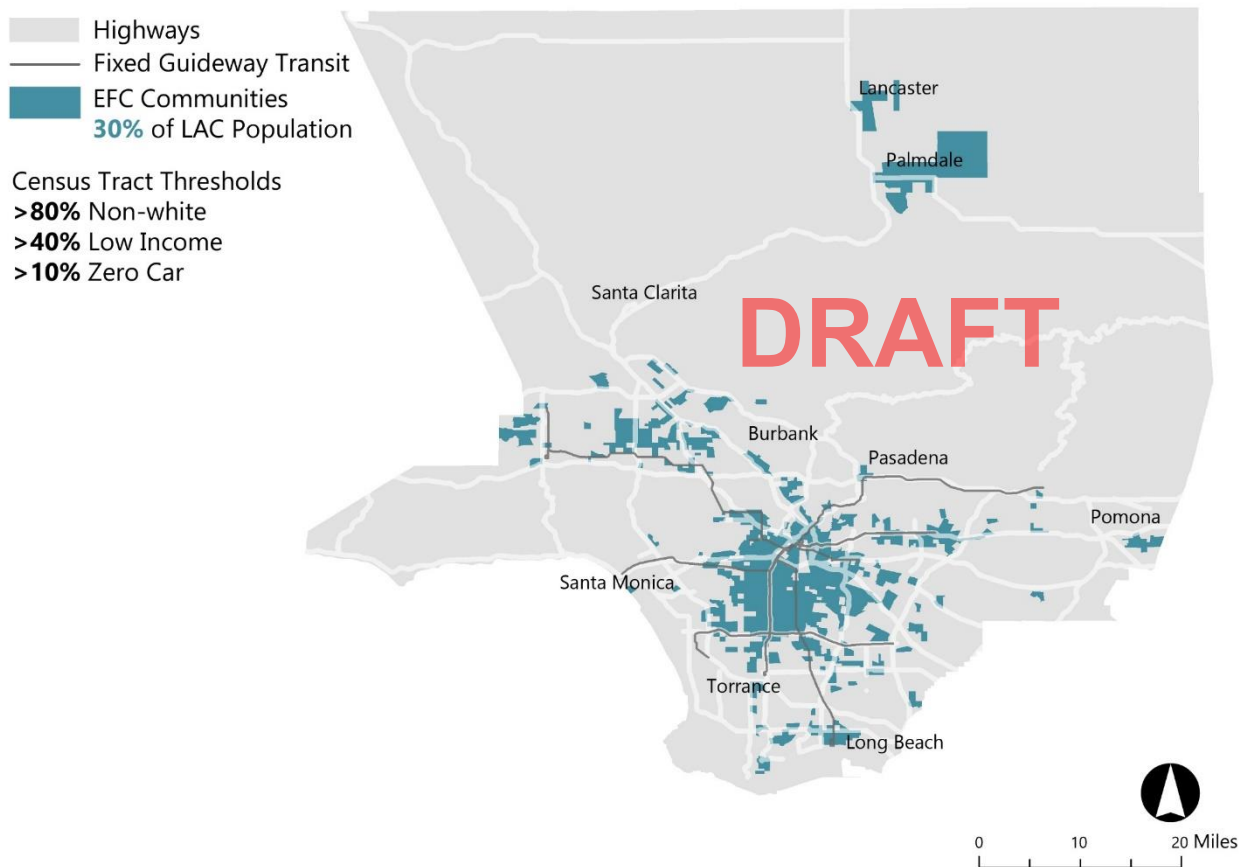 Highways
Fixed Guideway Transit
EFC Communities
30% of LAC Population
Census Tract Thresholds
>80% Non-white
>40% Low Income
>10% Zero Car
Lancaster
Palmdale
Santa Clarita
DRAFT
Burbank
Pasadena
Pomona
Santa Monica
Torrance
Long Beach
0 10 20 Miles